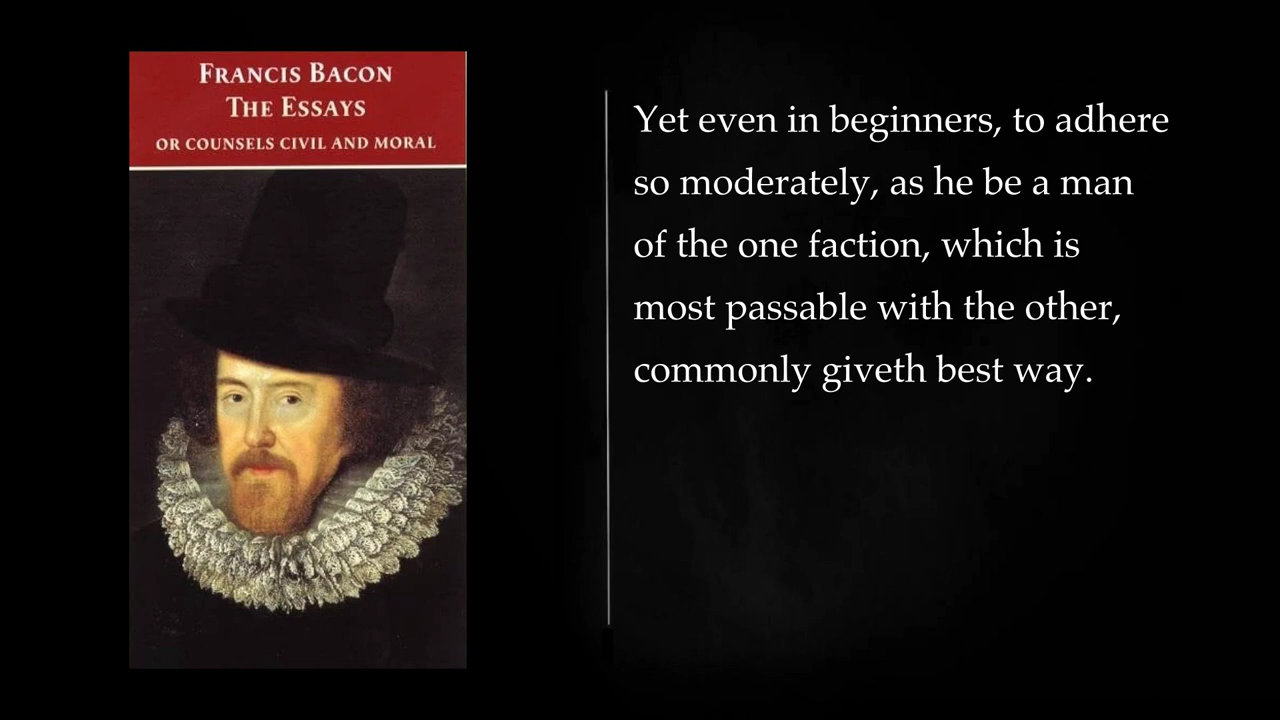 FRANCIS BACON
THE ESSAYS
OR COUNSELS CIVIL AND MORAL
Yet even in beginners, to adhere
so moderately, as he be a man
of the one faction, which is
most passable with the other,
commonly giveth best way.